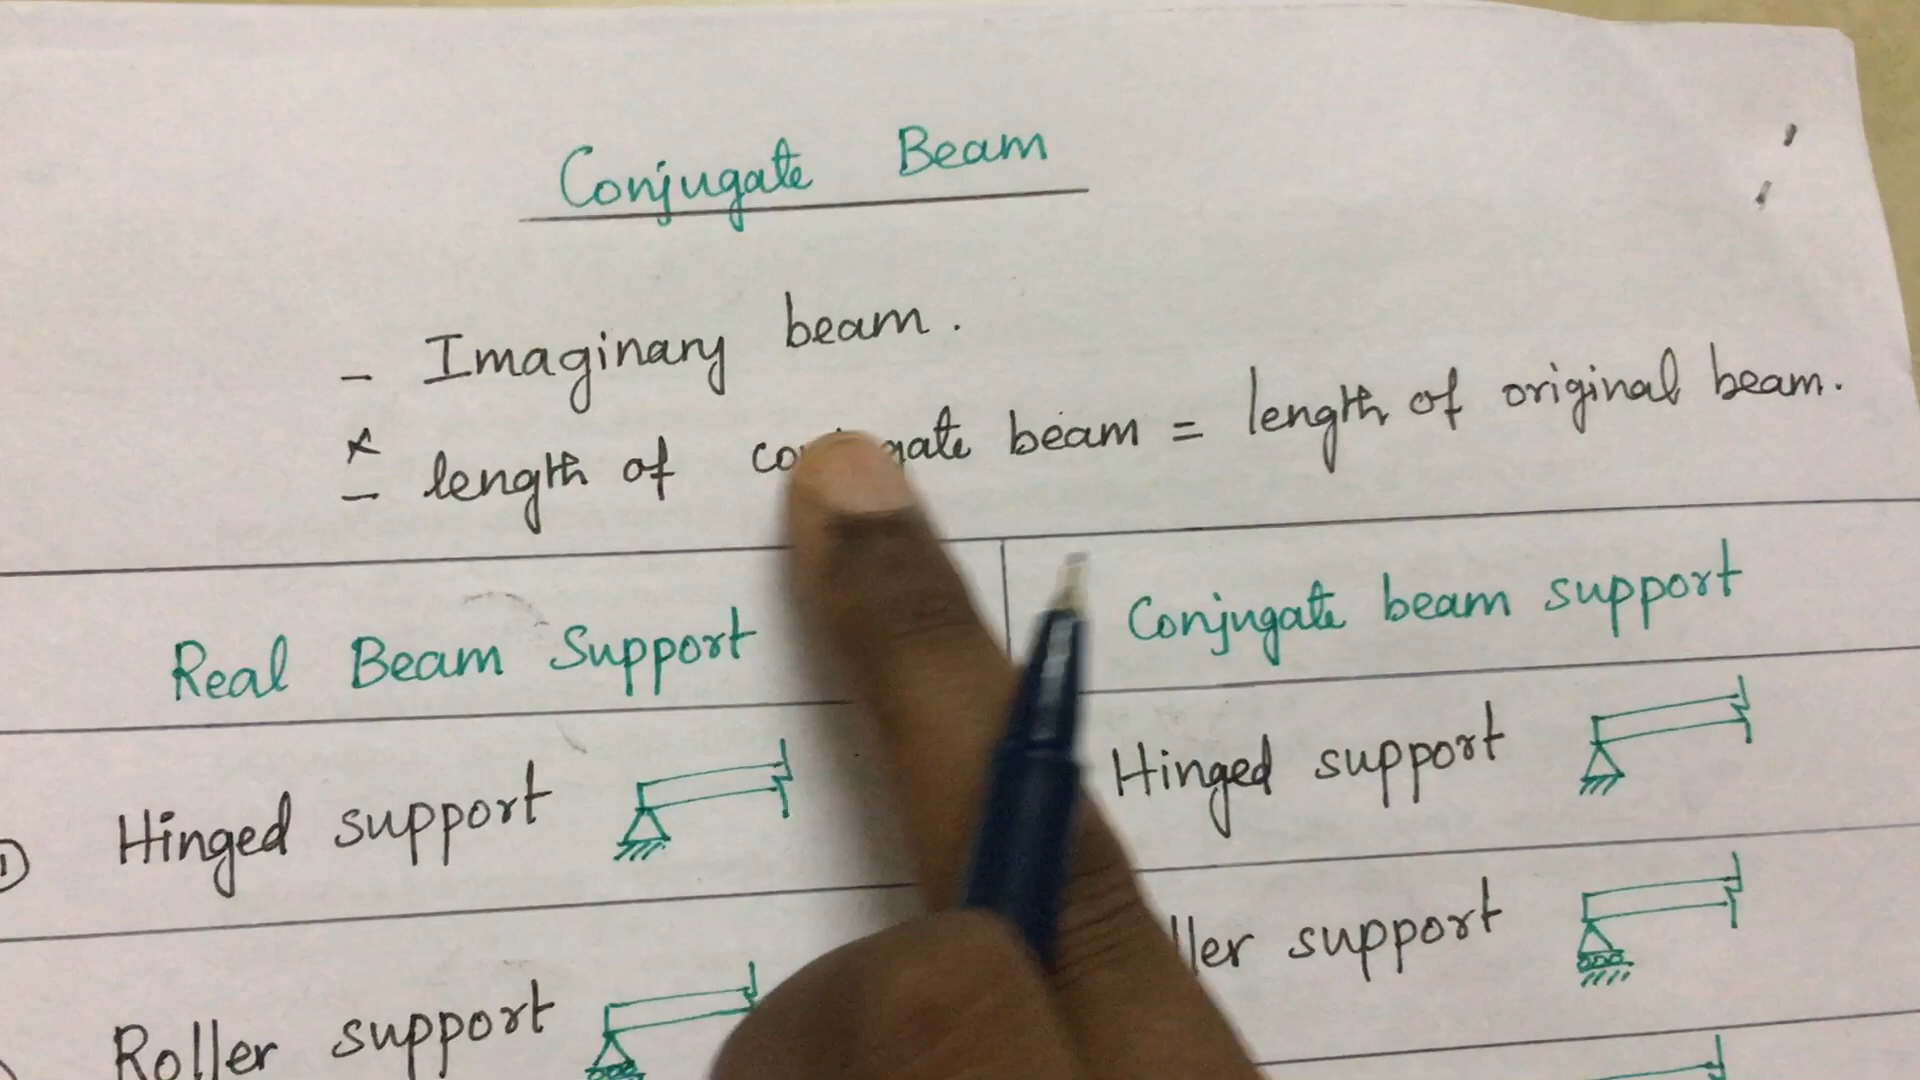 Conjugate Beam
- Imaginary beam.
x
- length of beam = length of original beam.
Real Beam Support
Conjugate beam support
1 Hinged support
Hinged support
Roller support
support